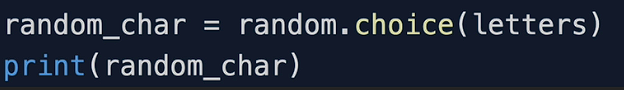 random_char = random.choice(letters)
print(random_char)